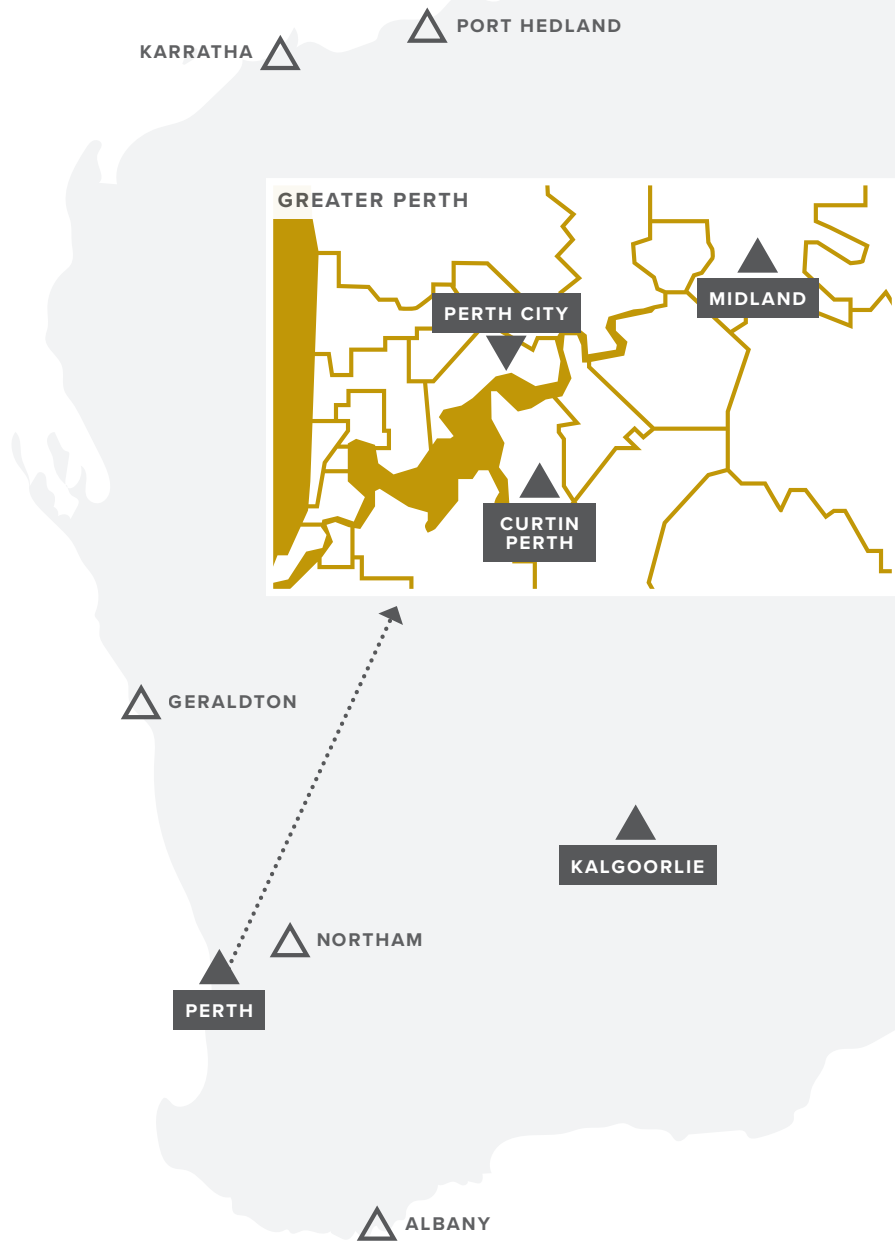 PORT HEDLAND
KARRATHA
GREATER PERTH
MIDLAND
PERTH CITY
CURTIN
PERTH
GERALDTON
KALGOORLIE
NORTHAM
PERTH
ALBANY